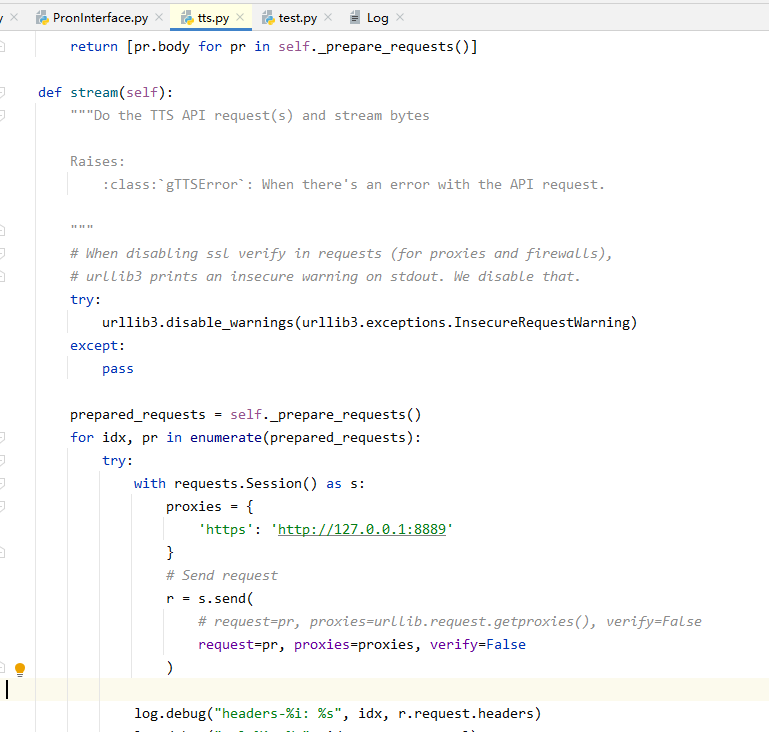 y
PronInterface.py
tts.py
test.py
Log
return [pr.body for pr in self._prepare_requests()]
def stream(self):
"""Do the TTS API request(s) and stream bytes
Raises:
:class:`gTTSError`: When there's an error with the API request.
"""
# When disabling ssl verify in requests (for proxies and firewalls),
# urllib3 prints an insecure warning on stdout. We disable that.
try:
urllib3.disable_warnings(urllib3.exceptions.InsecureRequestWarning)
except:
pass
prepared_requests = self._prepare_requests()
for idx, pr in enumerate(prepared_requests):
try:
with requests.Session() as s:
proxies = {
'https': 'http://127.0.0.1:8889'
}
# Send request
r = s.send(
# request=pr, proxies=urllib.request.getproxies(), verify=False
request=pr, proxies=proxies, verify=False
)
log.debug("headers-%i: %s", idx, r.request.headers)